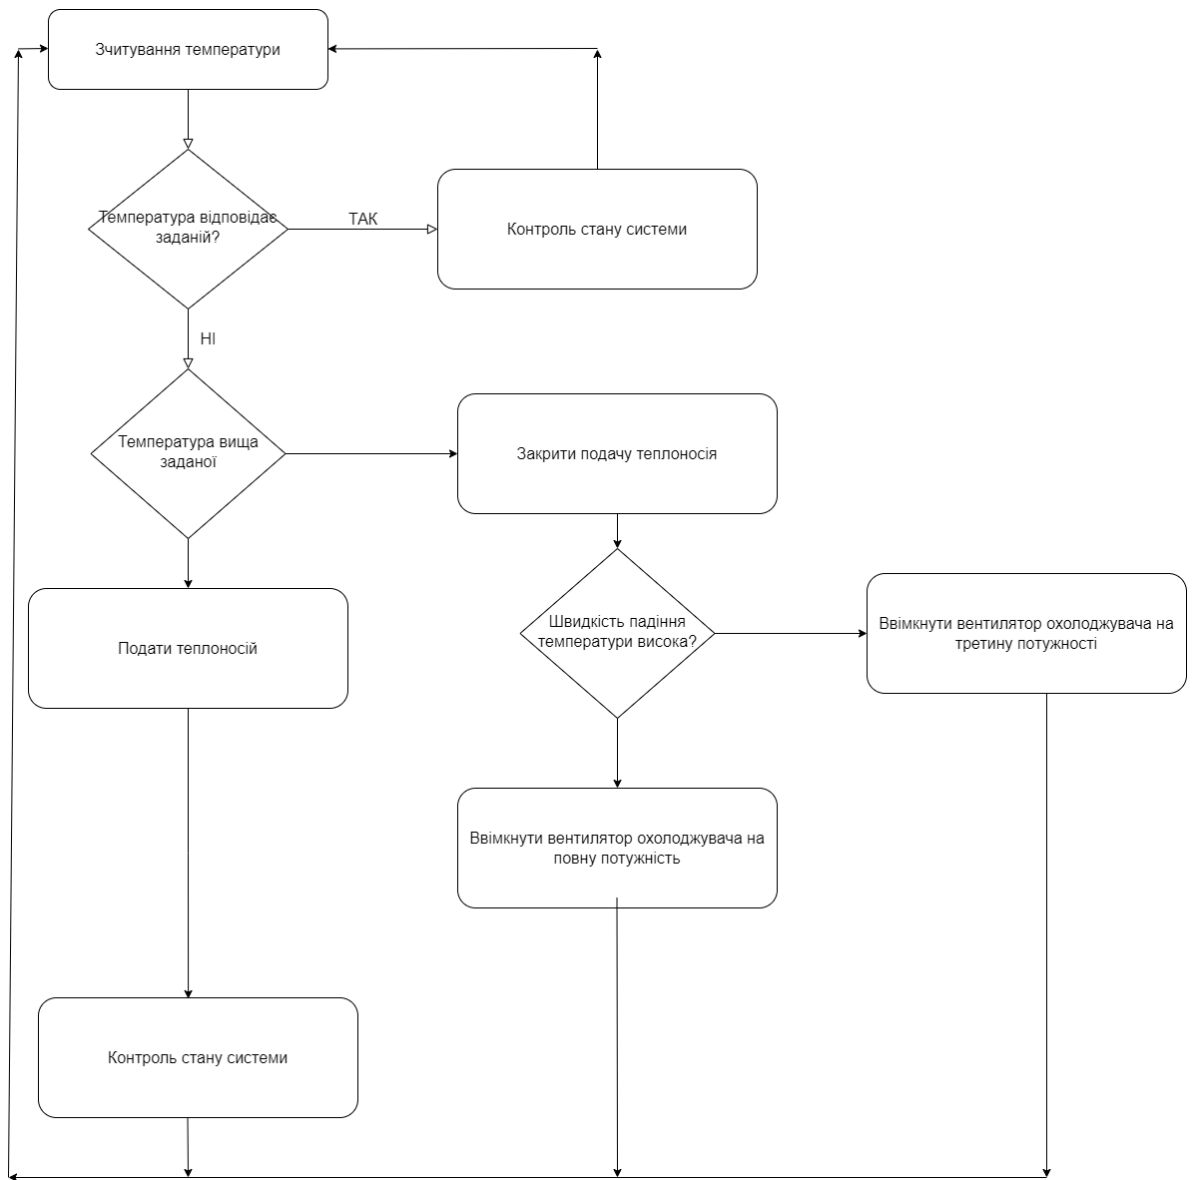 Зчитування температури
Температура відповідає
заданій?
ТАК
Контроль стану системи
НІ
Температура вища
заданої
Закрити подачу теплоносія
Швидкість падіння
температури висока?
Ввімкнути вентилятор охолоджувача на
третину потужності
Подати теплоносій
Ввімкнути вентилятор охолоджувача на
повну потужність
Контроль стану системи